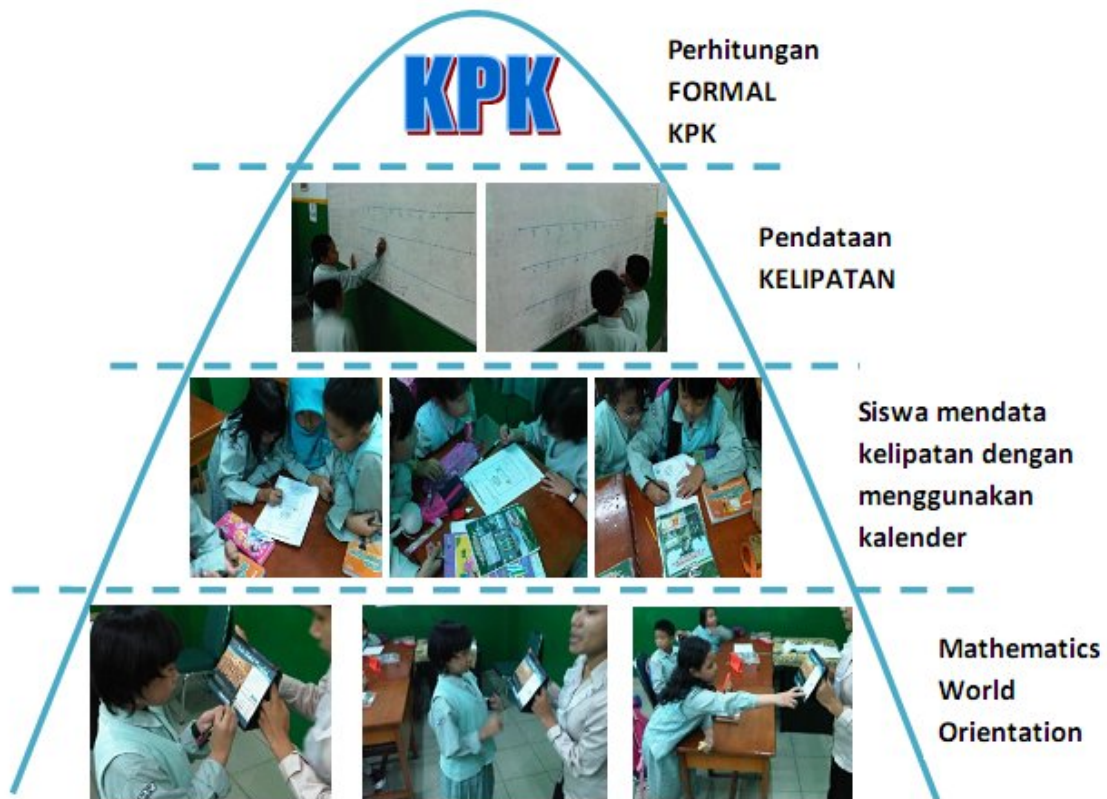 KPK
Perhitungan
FORMAL
KPK
Pendataan
KELIPATAN
Siswa mendata
kelipatan dengan
menggunakan
kalender
Mathematics
World
Orientation